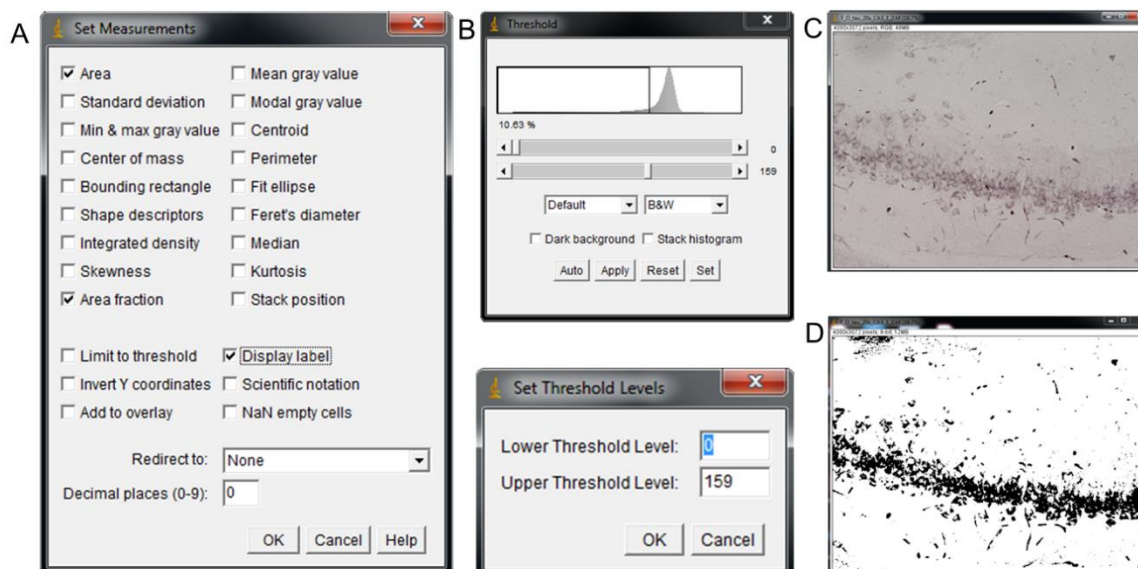 A
Set Measurements
Area
Mean gray value
Standard deviation
Modal gray value
Min & max gray value
Centroid
Center of mass
Perimeter
Bounding rectangle
Fit ellipse
Shape descriptors
Feret's diameter
Integrated density
Median
Skewness
Kurtosis
Area fraction
Stack position
Limit to threshold
Display label
Invert Y coordinates
Scientific notation
Add to overlay
NaN empty cells
Redirect to:
None
Decimal places (0-9):
0
OK
Cancel
Help
B
Threshold
10.63 %
0
159
Default
B&W
Dark background
Stack histogram
Auto
Apply
Reset
Set
Set Threshold Levels
Lower Threshold Level:
0
Upper Threshold Level:
159
OK
Cancel
C
D